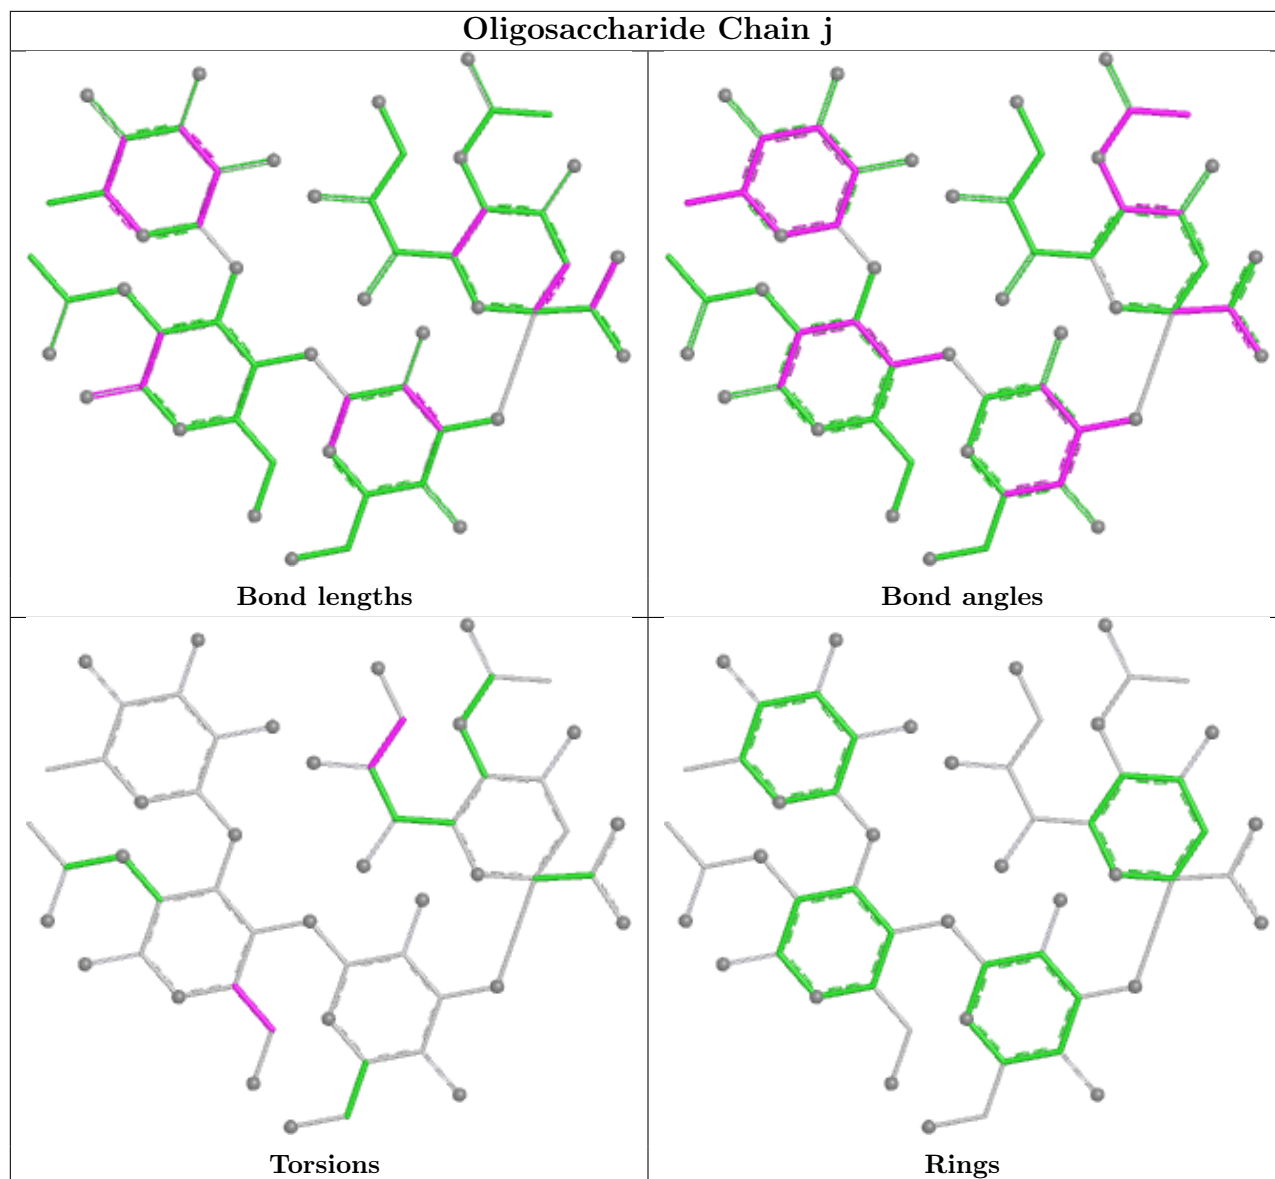 Oligosaccharide Chain j
Bond lengths
Bond angles
Torsions
Rings